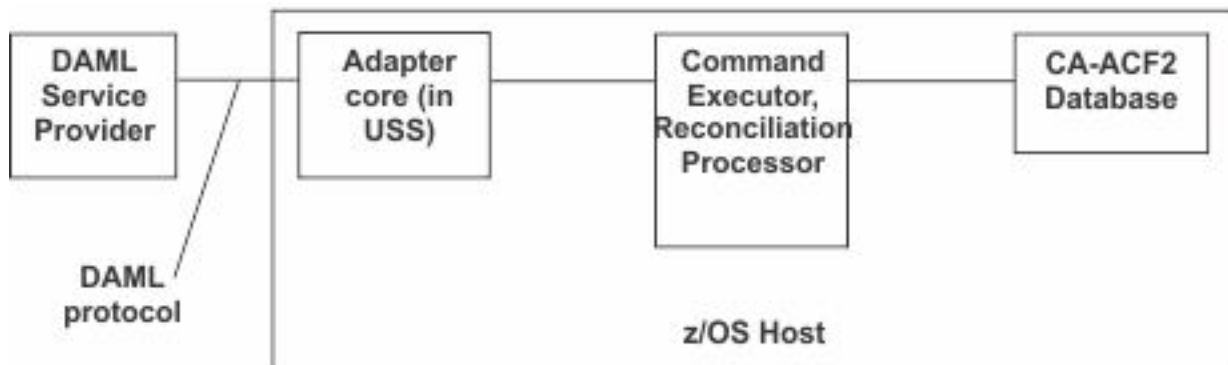 DAML
Service
Provider
Adapter
core (in
USS)
Command
Executor,
Reconciliation
Processor
CA-ACF2
Database
DAML
protocol
z/OS Host